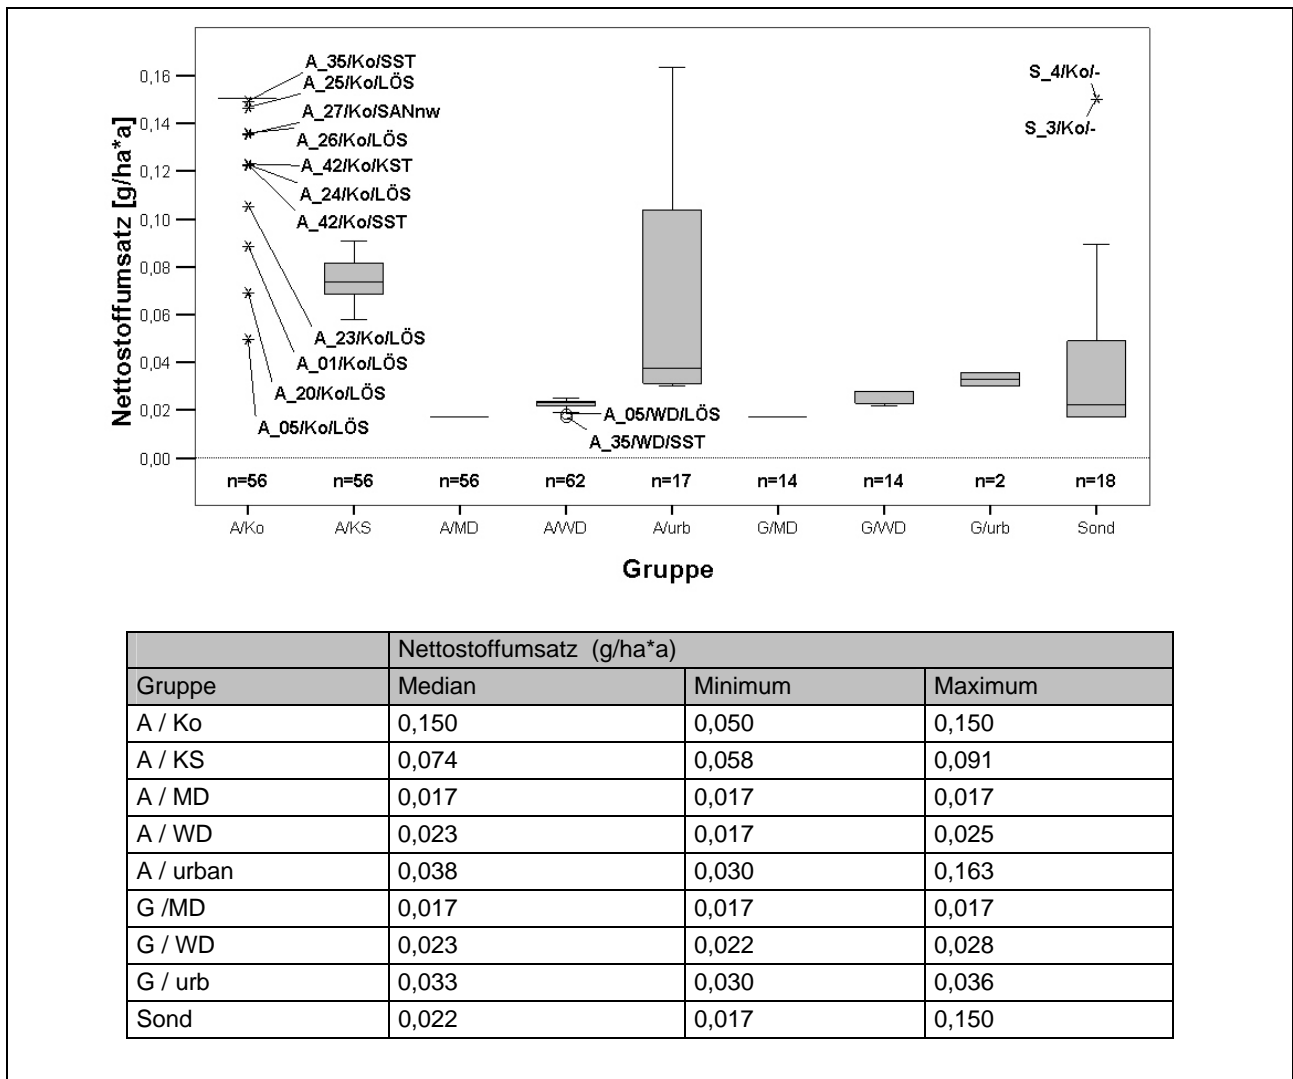 Nettostoffumsatz [g/ha*a]
0,16
0,14
0,12
0,10
0,08
0,06
0,04
0,02
0,00
A_35/Ko/SST
A_25/Ko/LÖS
A_27/Ko/SANnw
A_26/Ko/LÖS
A_42/Ko/KST
A_24/Ko/LÖS
A_42/Ko/SST
A_23/Ko/LÖS
A_01/Ko/LÖS
A_20/Ko/LÖS
A_05/Ko/LÖS
A_05/WD/LÖS
A_35/WD/SST
S_4/Ko/-
S_3/Ko/-
n=56 n=56 n=56 n=62 n=17 n=14 n=14 n=2 n=18
A/Ko A/KS A/MD A/WD A/urb G/MD G/WD G/urb Sond
Gruppe
Nettostoffumsatz (g/ha*a)
Gruppe Median Minimum Maximum
A / Ko 0,150 0,050 0,150
A / KS 0,074 0,058 0,091
A / MD 0,017 0,017 0,017
A / WD 0,023 0,017 0,025
A / urban 0,038 0,030 0,163
G /MD 0,017 0,017 0,017
G / WD 0,023 0,022 0,028
G / urb 0,033 0,030 0,036
Sond 0,022 0,017 0,150